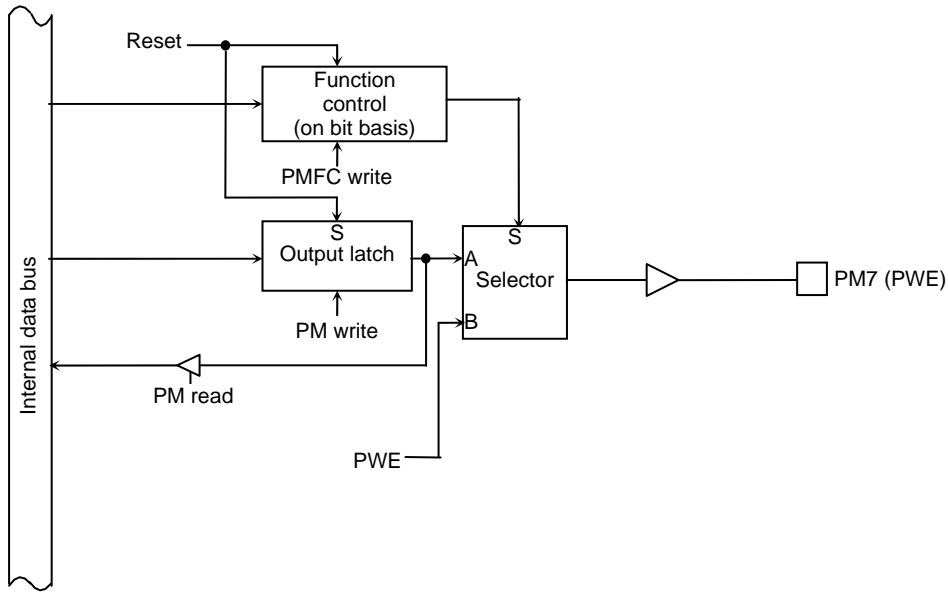 Reset
Function
control
(on bit basis)
PMFC write
S
Output latch
PM write
S
A
Selector
B
PM7 (PWE)
PM read
PWE
Internal data bus